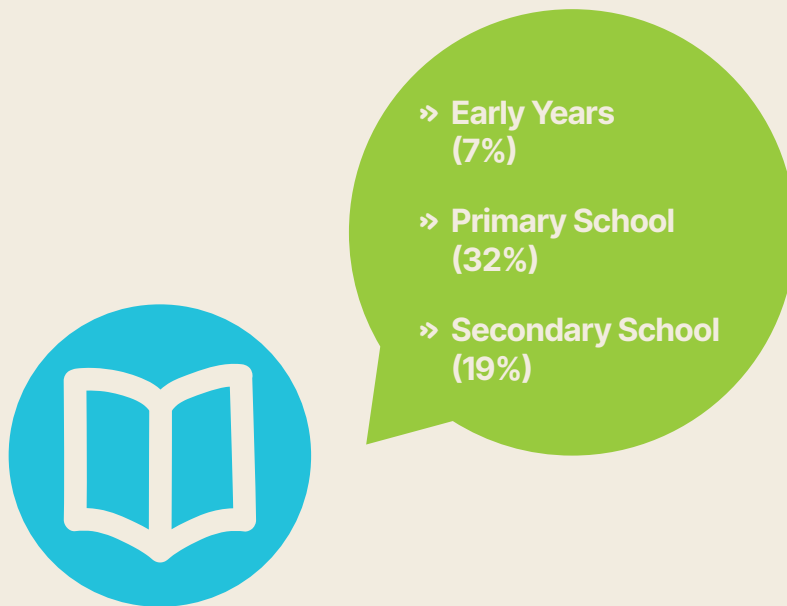 » Early Years
(7%)
» Primary School
(32%)
» Secondary School
(19%)